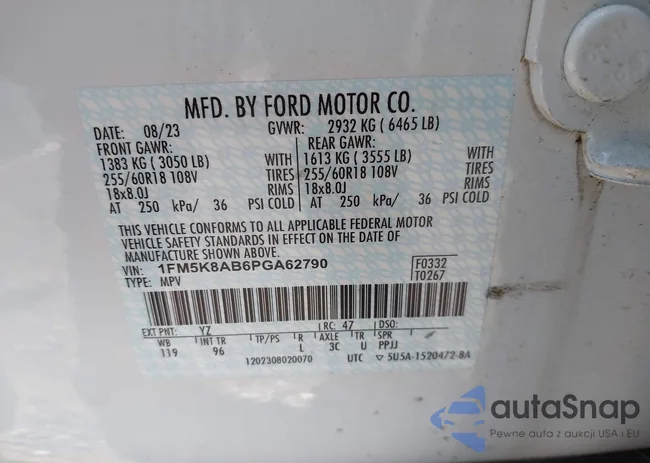 MFD. BY FORD MOTOR CO.
DATE: 08/23 GVWR: 2932 KG ( 6465 LB)
FRONT GAWR: REAR GAWR:
1383 KG ( 3050 LB) WITH 1613 KG ( 3555 LB) WITH
255/60R18 108V TIRES 255/60R18 108V TIRES
18x8.0J RIMS 18x8.0J RIMS
AT 250 kPa/ 36 PSI COLD AT 250 kPa/ 36 PSI COLD
THIS VEHICLE CONFORMS TO ALL APPLICABLE FEDERAL MOTOR
VEHICLE SAFETY STANDARDS IN EFFECT ON THE DATE OF
MANUFACTURE SHOWN ABOVE.
VIN: 1FM5K8AB6PGA62790 F0332
TYPE: MPV T0267
EXT PNT: YZ RC: 47 DSO:
WB INT TR TP/PS R AXLE TR SPR
119 96 L 3C U PPJJ
1202308020070 UTC ▽ 5U5A-1520472-8A
autaSnap
Pewne auta z aukcji USA i EU